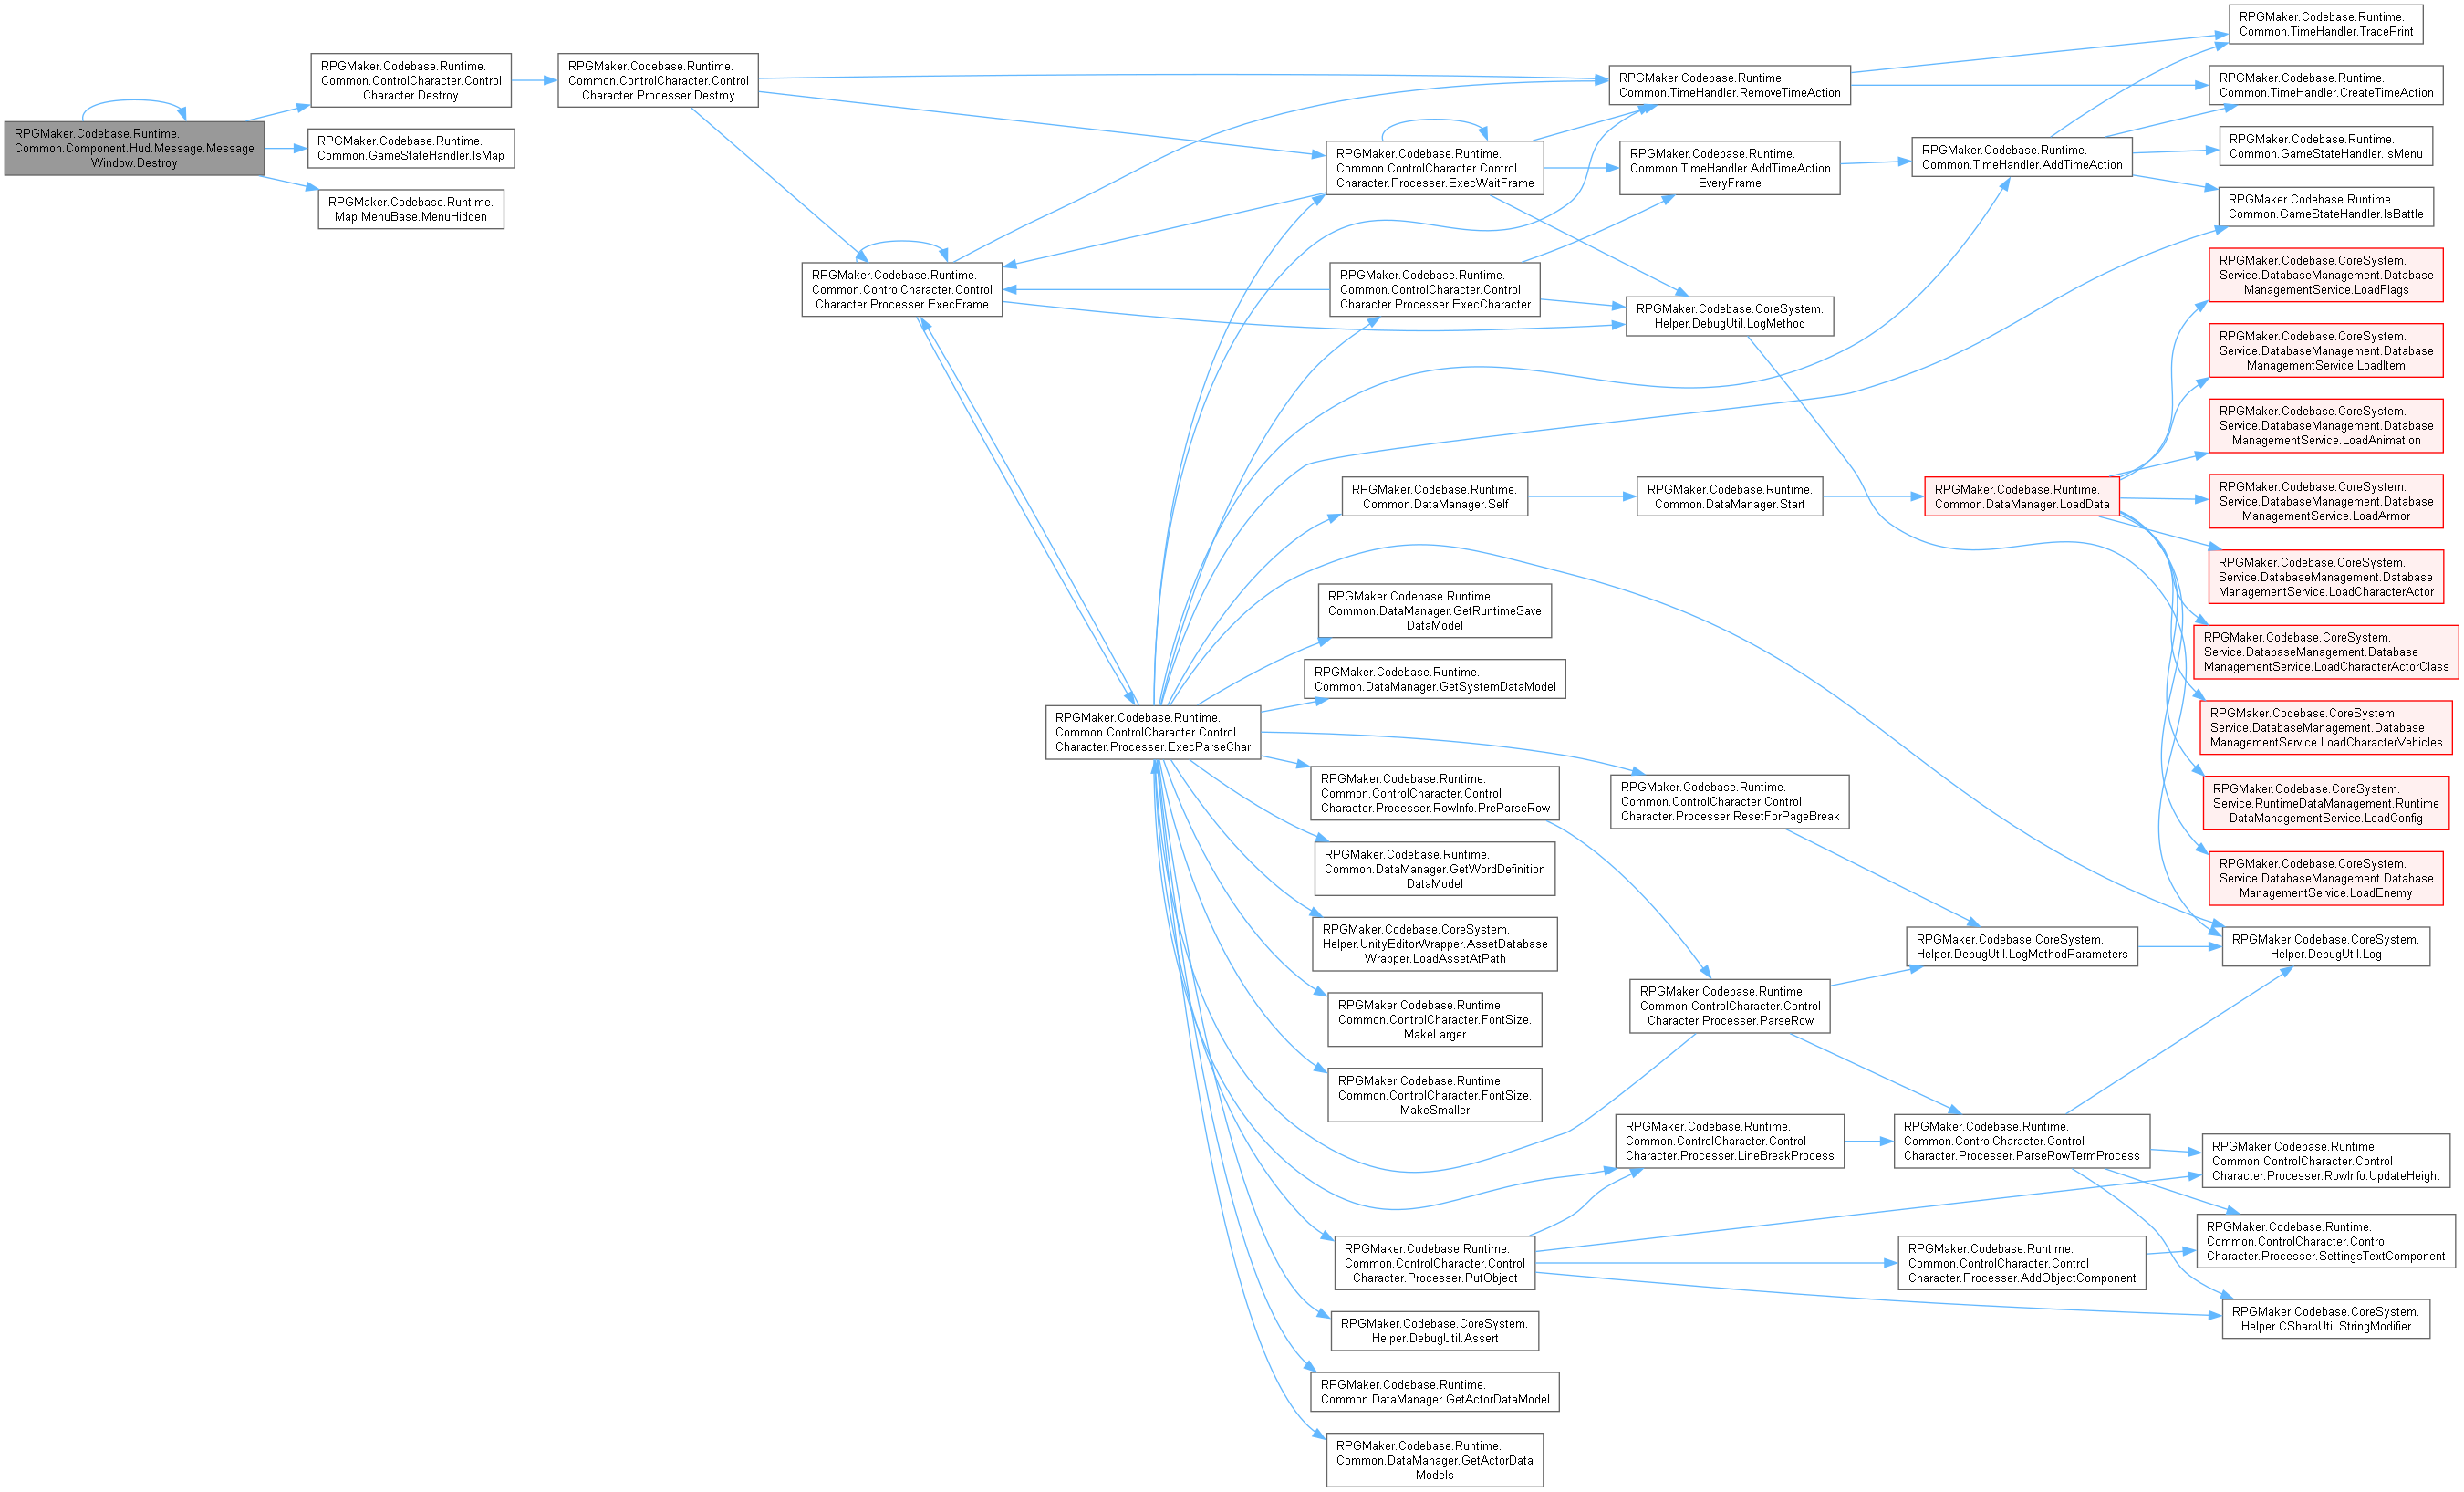 RPGMaker.Codebase.Runtime.
Common.Component.Hud.Message.Message
Window.Destroy
RPGMaker.Codebase.Runtime.
Common.ControlCharacter.Control
Character.Destroy
RPGMaker.Codebase.Runtime.
Common.GameStateHandler.IsMap
RPGMaker.Codebase.Runtime.
Map.MenuBase.MenuHidden
RPGMaker.Codebase.Runtime.
Common.ControlCharacter.Control
Character.Processer.Destroy
RPGMaker.Codebase.Runtime.
Common.ControlCharacter.Control
Character.Processer.ExecFrame
RPGMaker.Codebase.Runtime.
Common.ControlCharacter.Control
Character.Processer.ExecParseChar
RPGMaker.Codebase.Runtime.
Common.ControlCharacter.Control
Character.Processer.ExecWaitFrame
RPGMaker.Codebase.Runtime.
Common.ControlCharacter.Control
Character.Processer.ExecCharacter
RPGMaker.Codebase.Runtime.
Common.DataManager.Self
RPGMaker.Codebase.Runtime.
Common.DataManager.GetRuntimeSave
DataModel
RPGMaker.Codebase.Runtime.
Common.DataManager.GetSystemDataModel
RPGMaker.Codebase.Runtime.
Common.ControlCharacter.Control
Character.Processer.RowInfo.PreParseRow
RPGMaker.Codebase.Runtime.
Common.DataManager.GetWordDefinition
DataModel
RPGMaker.Codebase.CoreSystem.
Helper.UnityEditorWrapper.AssetDatabase
Wrapper.LoadAssetAtPath
RPGMaker.Codebase.Runtime.
Common.ControlCharacter.FontSize.
MakeLarger
RPGMaker.Codebase.Runtime.
Common.ControlCharacter.FontSize.
MakeSmaller
RPGMaker.Codebase.Runtime.
Common.ControlCharacter.Control
Character.Processer.PutObject
RPGMaker.Codebase.CoreSystem.
Helper.DebugUtil.Assert
RPGMaker.Codebase.Runtime.
Common.DataManager.GetActorDataModel
RPGMaker.Codebase.Runtime.
Common.DataManager.GetActorData
Models
RPGMaker.Codebase.Runtime.
Common.TimeHandler.RemoveTimeAction
RPGMaker.Codebase.Runtime.
Common.TimeHandler.AddTimeAction
EveryFrame
RPGMaker.Codebase.CoreSystem.
Helper.DebugUtil.LogMethod
RPGMaker.Codebase.Runtime.
Common.DataManager.Start
RPGMaker.Codebase.Runtime.
Common.ControlCharacter.Control
Character.Processer.ResetForPageBreak
RPGMaker.Codebase.Runtime.
Common.ControlCharacter.Control
Character.Processer.ParseRow
RPGMaker.Codebase.Runtime.
Common.ControlCharacter.Control
Character.Processer.LineBreakProcess
RPGMaker.Codebase.Runtime.
Common.TimeHandler.AddTimeAction
RPGMaker.Codebase.Runtime.
Common.DataManager.LoadData
RPGMaker.Codebase.CoreSystem.
Helper.DebugUtil.LogMethodParameters
RPGMaker.Codebase.Runtime.
Common.ControlCharacter.Control
Character.Processer.ParseRowTermProcess
RPGMaker.Codebase.Runtime.
Common.ControlCharacter.Control
Character.Processer.AddObjectComponent
RPGMaker.Codebase.Runtime.
Common.TimeHandler.TracePrint
RPGMaker.Codebase.Runtime.
Common.TimeHandler.CreateTimeAction
RPGMaker.Codebase.Runtime.
Common.GameStateHandler.IsMenu
RPGMaker.Codebase.Runtime.
Common.GameStateHandler.IsBattle
RPGMaker.Codebase.CoreSystem.
Service.DatabaseManagement.Database
ManagementService.LoadFlags
RPGMaker.Codebase.CoreSystem.
Service.DatabaseManagement.Database
ManagementService.LoadItem
RPGMaker.Codebase.CoreSystem.
Service.DatabaseManagement.Database
ManagementService.LoadAnimation
RPGMaker.Codebase.CoreSystem.
Service.DatabaseManagement.Database
ManagementService.LoadArmor
RPGMaker.Codebase.CoreSystem.
Service.DatabaseManagement.Database
ManagementService.LoadCharacterActor
RPGMaker.Codebase.CoreSystem.
Service.DatabaseManagement.Database
ManagementService.LoadCharacterActorClass
RPGMaker.Codebase.CoreSystem.
Service.DatabaseManagement.Database
ManagementService.LoadCharacterVehicles
RPGMaker.Codebase.CoreSystem.
Service.RuntimeDataManagement.Runtime
DataManagementService.LoadConfig
RPGMaker.Codebase.CoreSystem.
Service.DatabaseManagement.Database
ManagementService.LoadEnemy
RPGMaker.Codebase.CoreSystem.
Helper.DebugUtil.Log
RPGMaker.Codebase.Runtime.
Common.ControlCharacter.Control
Character.Processer.RowInfo.UpdateHeight
RPGMaker.Codebase.Runtime.
Common.ControlCharacter.Control
Character.Processer.SettingsTextComponent
RPGMaker.Codebase.CoreSystem.
Helper.CSharpUtil.StringModifier